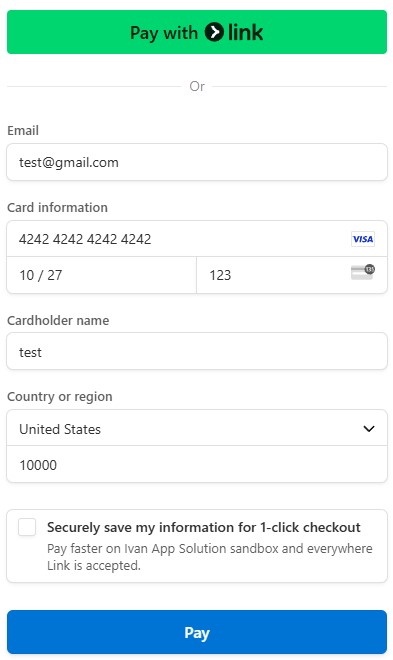 Pay with link
Or
Email
test@gmail.com
Card information
4242 4242 4242 4242 VISA
10 / 27 123 135
Cardholder name
test
Country or region
United States
10000
Securely save my information for 1-click checkout
Pay faster on Ivan App Solution sandbox and everywhere
Link is accepted.
Pay